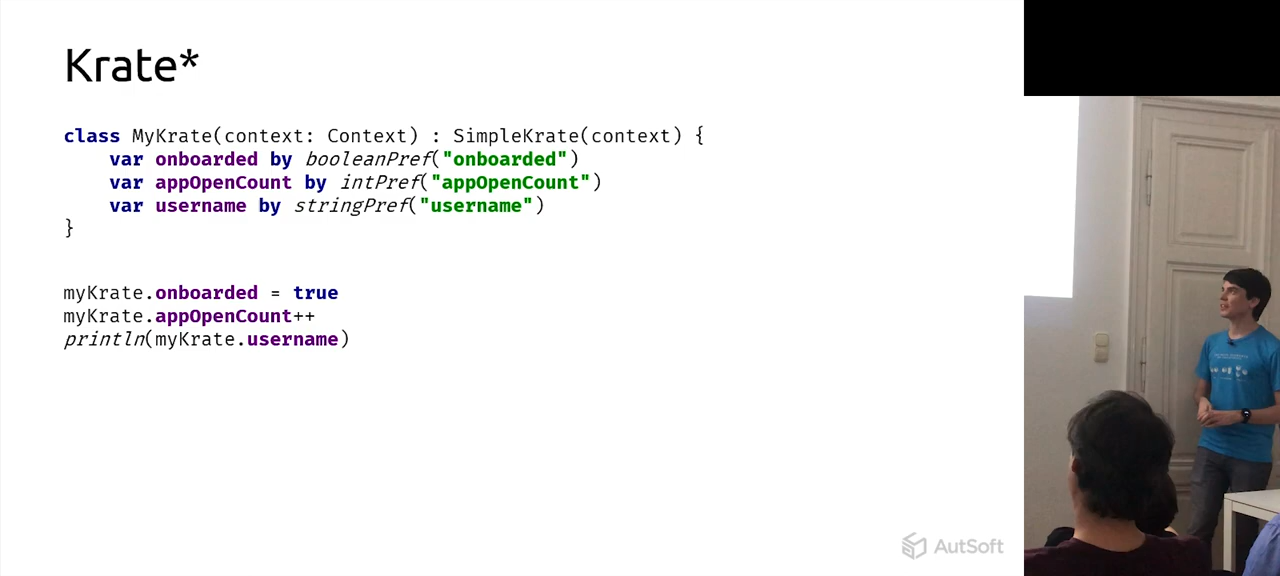 Krate*
class MyKrate(context: Context) : SimpleKrate(context) {
    var onboarded by booleanPref("onboarded")
    var appOpenCount by intPref("appOpenCount")
    var username by stringPref("username")
}
myKrate.onboarded = true
myKrate.appOpenCount++
println(myKrate.username)
AutSoft